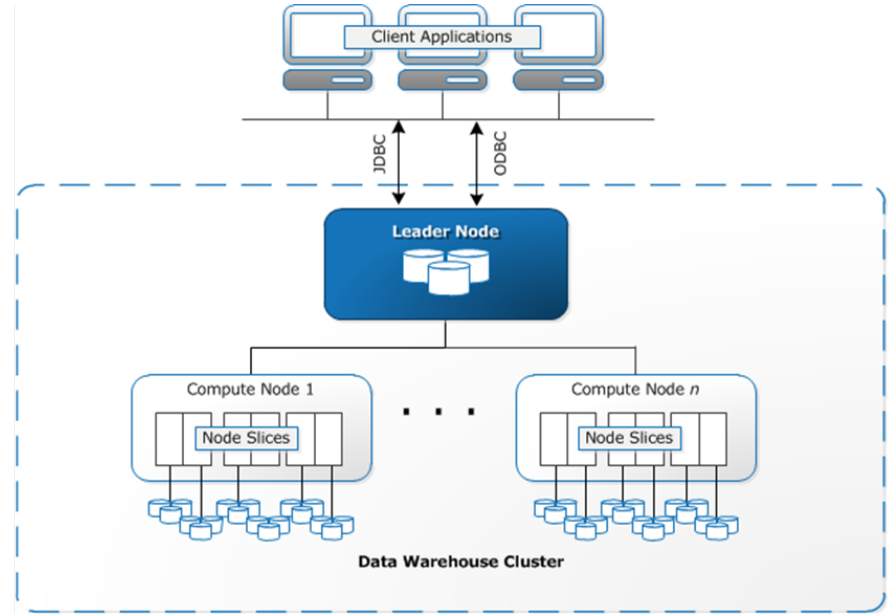 Client Applications
JDBC
ODBC
Leader Node
Compute Node 1
Compute Node n
. . .
Node Slices
Node Slices
Data Warehouse Cluster